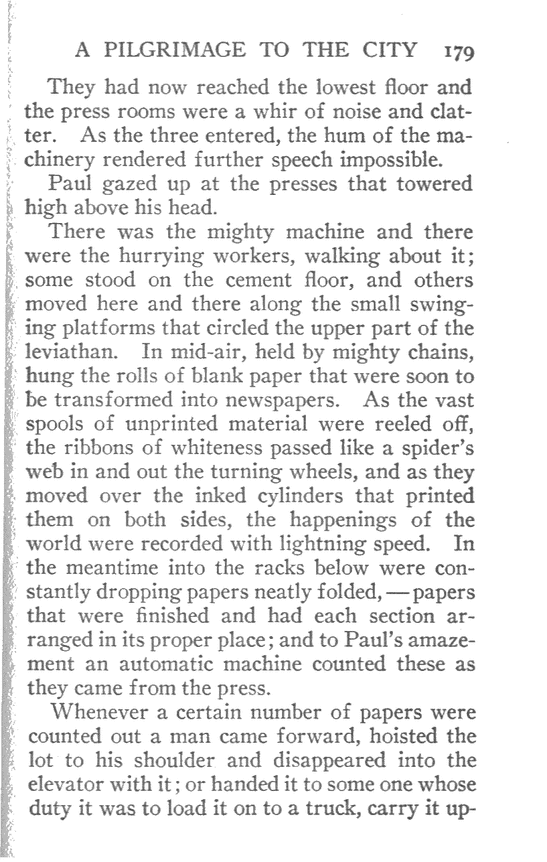 A PILGRIMAGE TO THE CITY 179
They had now reached the lowest floor and
the press rooms were a whir of noise and clat-
ter. As the three entered, the hum of the ma-
chinery rendered further speech impossible.
Paul gazed up at the presses that towered
high above his head.
There was the mighty machine and there
were the hurrying workers, walking about it;
some stood on the cement floor, and others
moved here and there along the small swing-
ing platforms that circled the upper part of the
leviathan. In mid-air, held by mighty chains,
hung the rolls of blank paper that were soon to
be transformed into newspapers. As the vast
spools of unprinted material were reeled off,
the ribbons of whiteness passed like a spider's
web in and out the turning wheels, and as they
moved over the inked cylinders that printed
them on both sides, the happenings of the
world were recorded with lightning speed. In
the meantime into the racks below were con-
stantly dropping papers neatly folded, — papers
that were finished and had each section ar-
ranged in its proper place; and to Paul's amaze-
ment an automatic machine counted these as
they came from the press.
Whenever a certain number of papers were
counted out a man came forward, hoisted the
lot to his shoulder and disappeared into the
elevator with it; or handed it to some one whose
duty it was to load it on to a truck, carry it up-